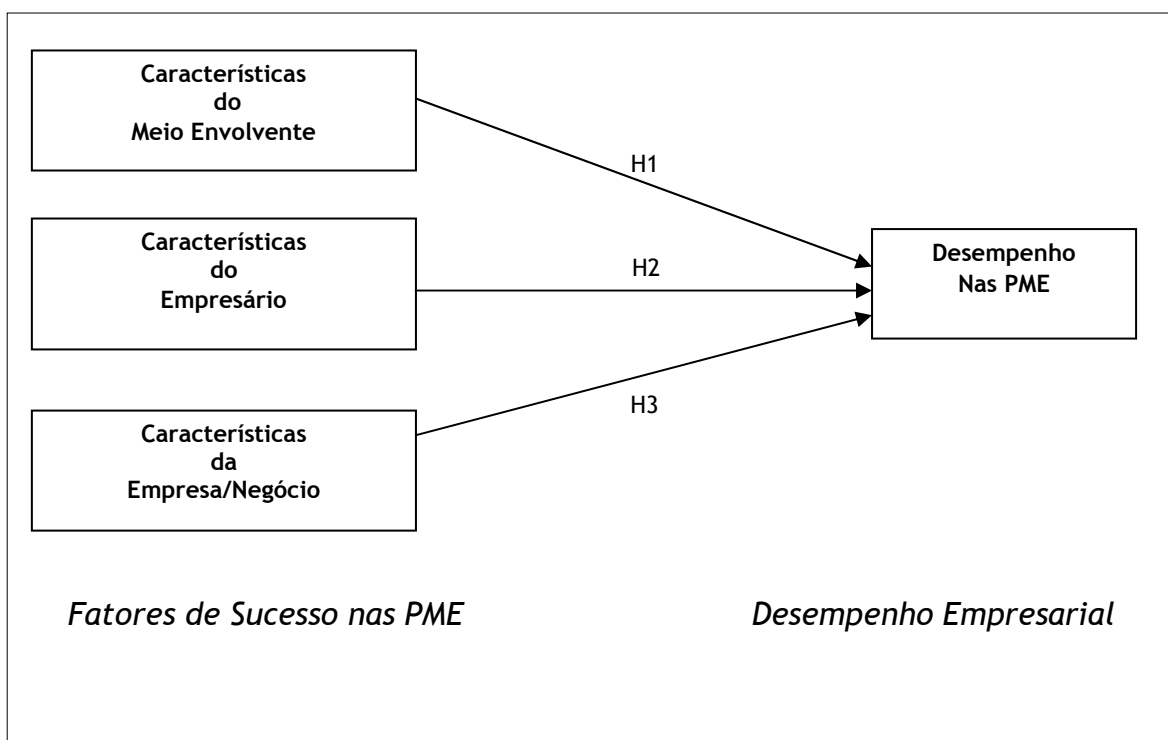 Características
do
Meio Envolvente
H1
Características
do
Empresário
H2
Desempenho
Nas PME
Características
da
Empresa/Negócio
H3
Fatores de Sucesso nas PME
Desempenho Empresarial